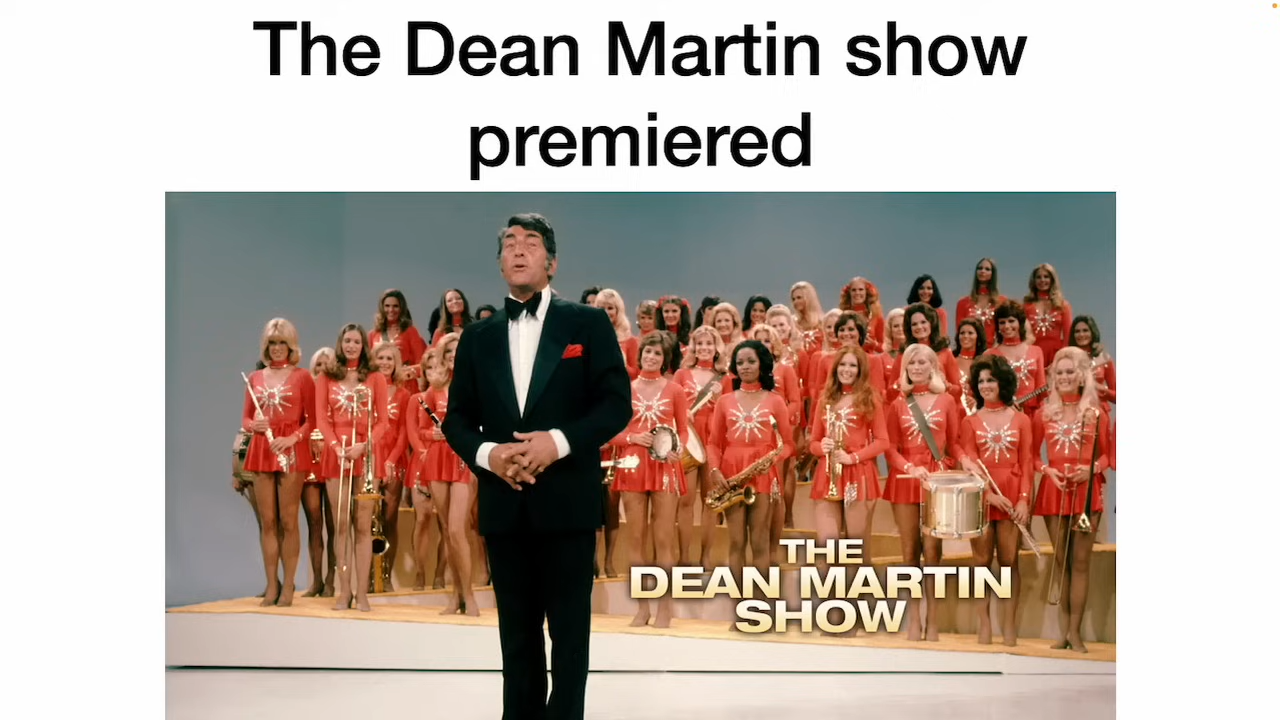 The Dean Martin show
premiered
THE
DEAN MARTIN
SHOW